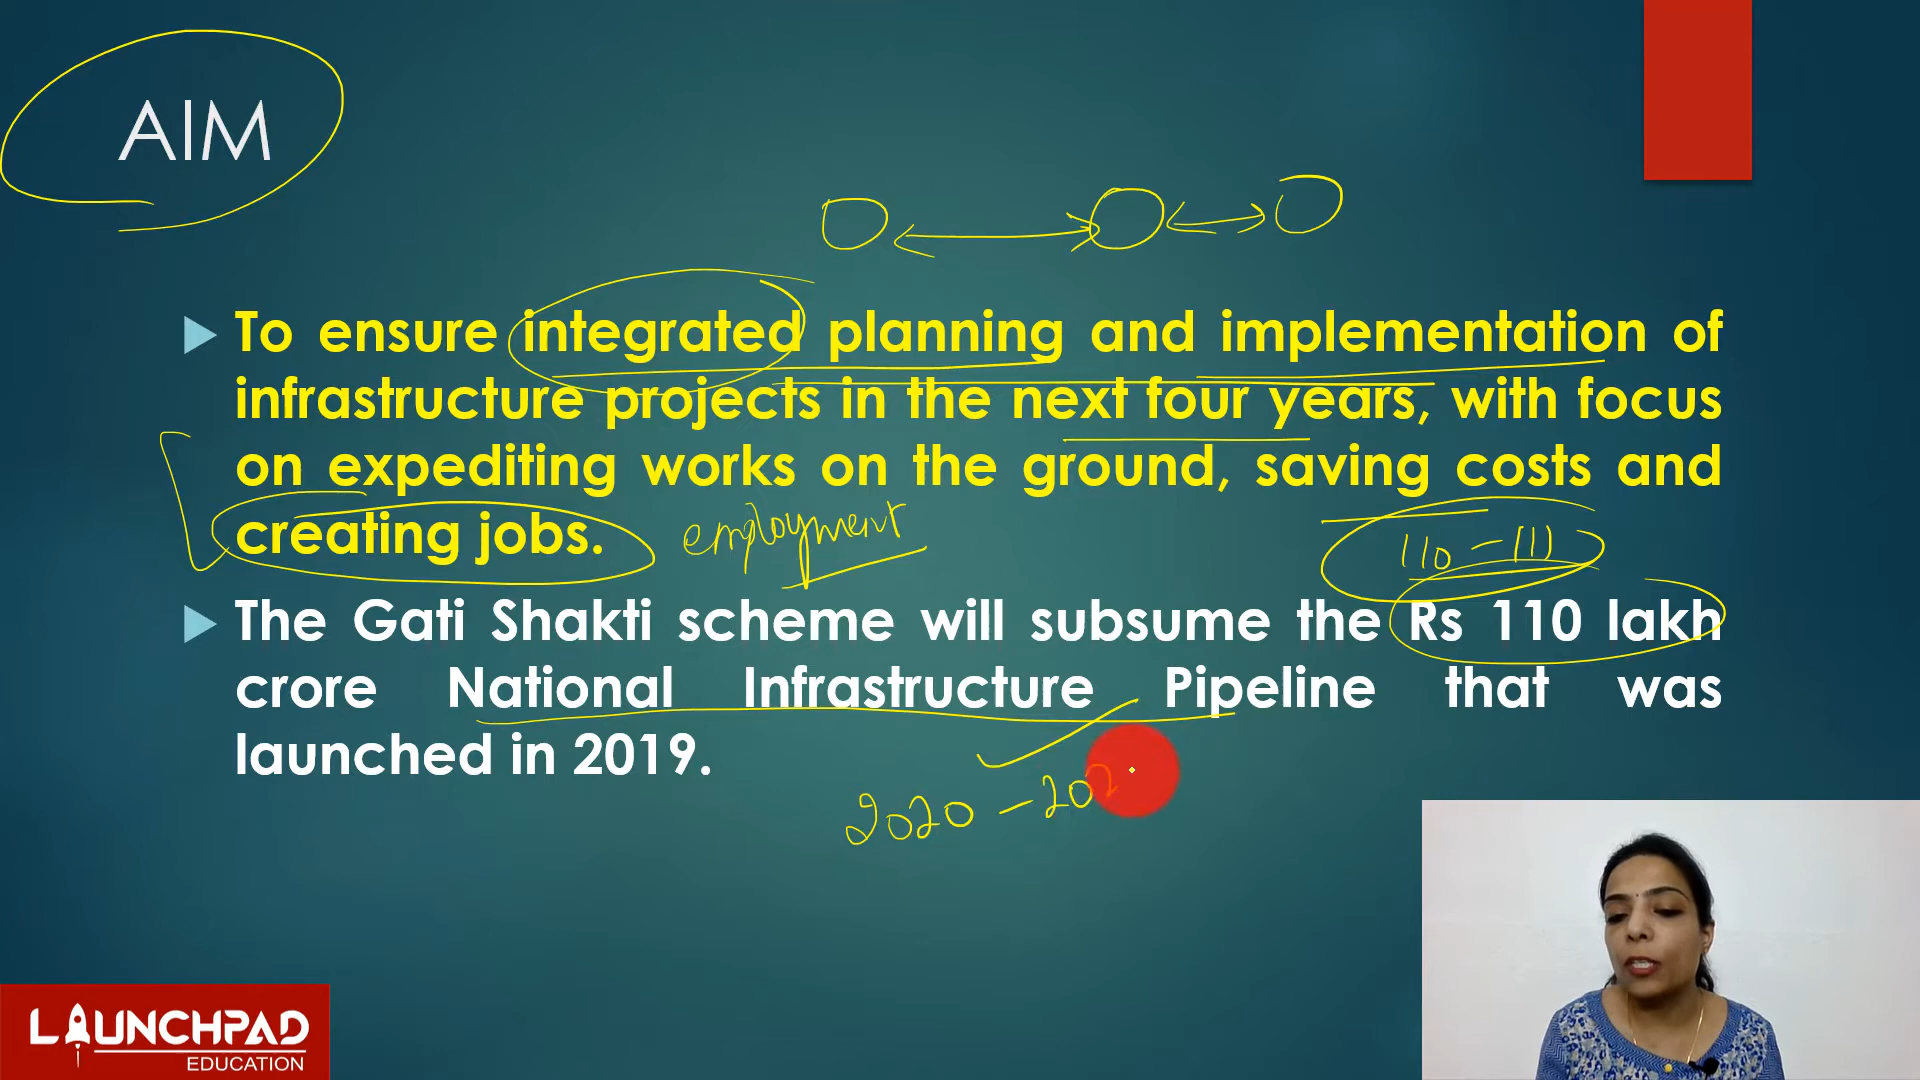 AIM
To ensure integrated planning and implementation of
infrastructure projects in the next four years, with focus
on expediting works on the ground, saving costs and
creating jobs.
employment
110 – 111
The Gati Shakti scheme will subsume the Rs 110 lakh
crore National Infrastructure Pipeline that was
launched in 2019.
2020 – 202
LAUNCHPAD
EDUCATION